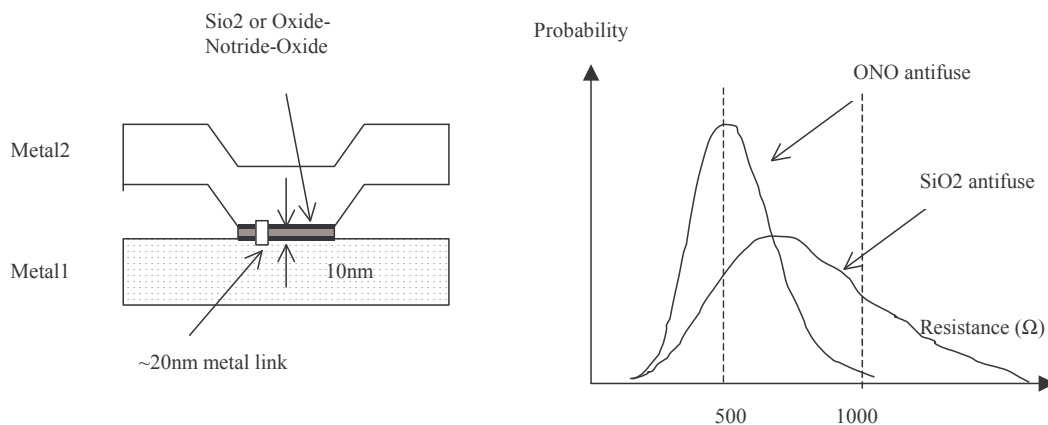 Sio2 or Oxide-
Notride-Oxide
Metal2
Metal1
10nm
~20nm metal link
Probability
ONO antifuse
SiO2 antifuse
Resistance (Ω)
500
1000